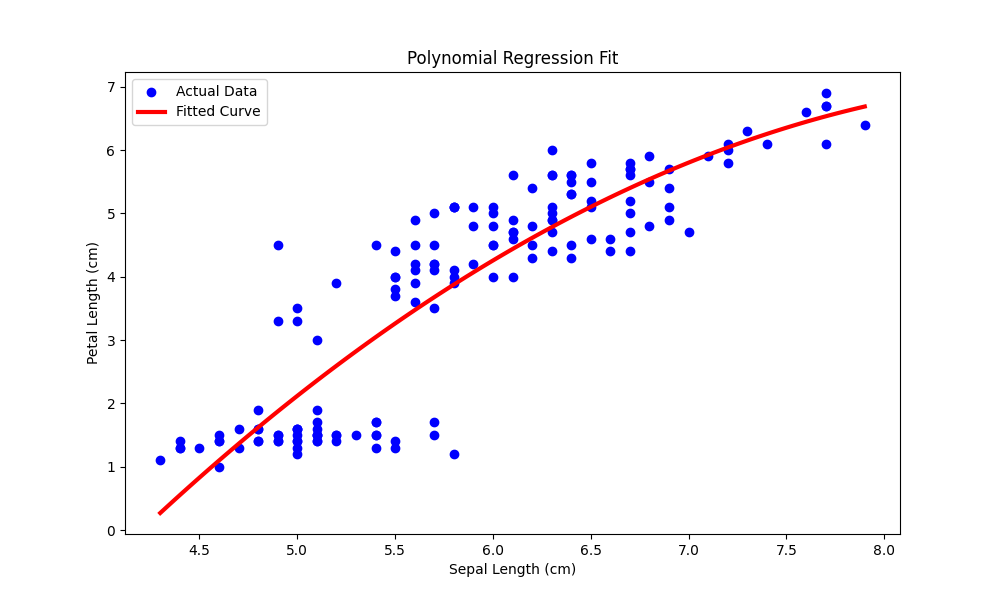 Polynomial Regression Fit
Actual Data
Fitted Curve
7
6
5
4
3
2
1
0
Petal Length (cm)
4.5 5.0 5.5 6.0 6.5 7.0 7.5 8.0
Sepal Length (cm)